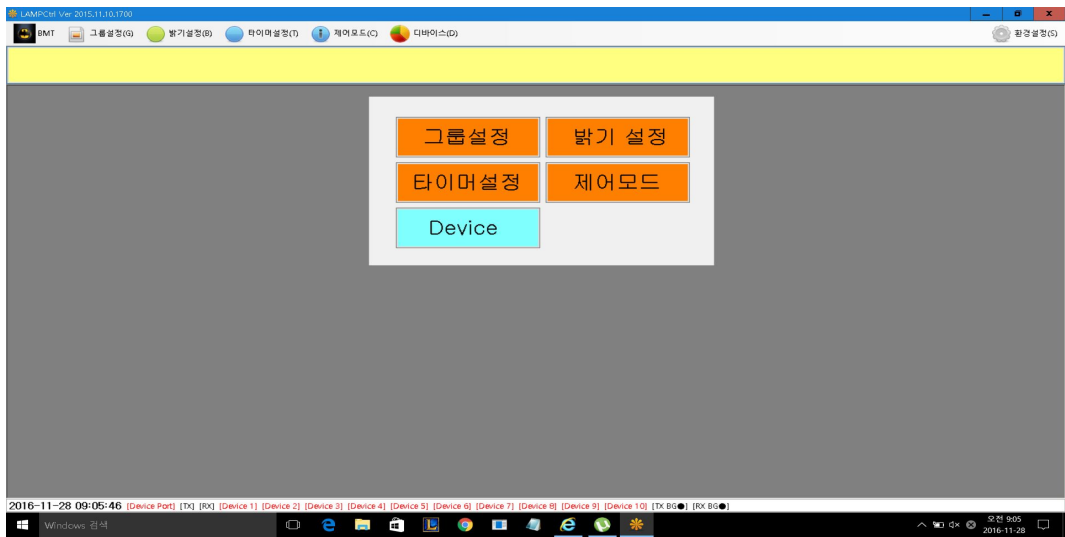 LAMPCtrl Ver 2015.11.10.1700
BMT 그룹설정(G) 밝기설정(B) 타이머설정(T) 제어모드(C) 디바이스(D) 환경설정(S)
그룹설정 밝기 설정
타이머설정 제어모드
Device
2016-11-28 09:05:46 [Device Port] [TX] [RX] [Device 1] [Device 2] [Device 3] [Device 4] [Device 5] [Device 6] [Device 7] [Device 8] [Device 9] [Device 10] [TX BG●] [RX BG●]
Windows 검색
오전 9:05
2016-11-28